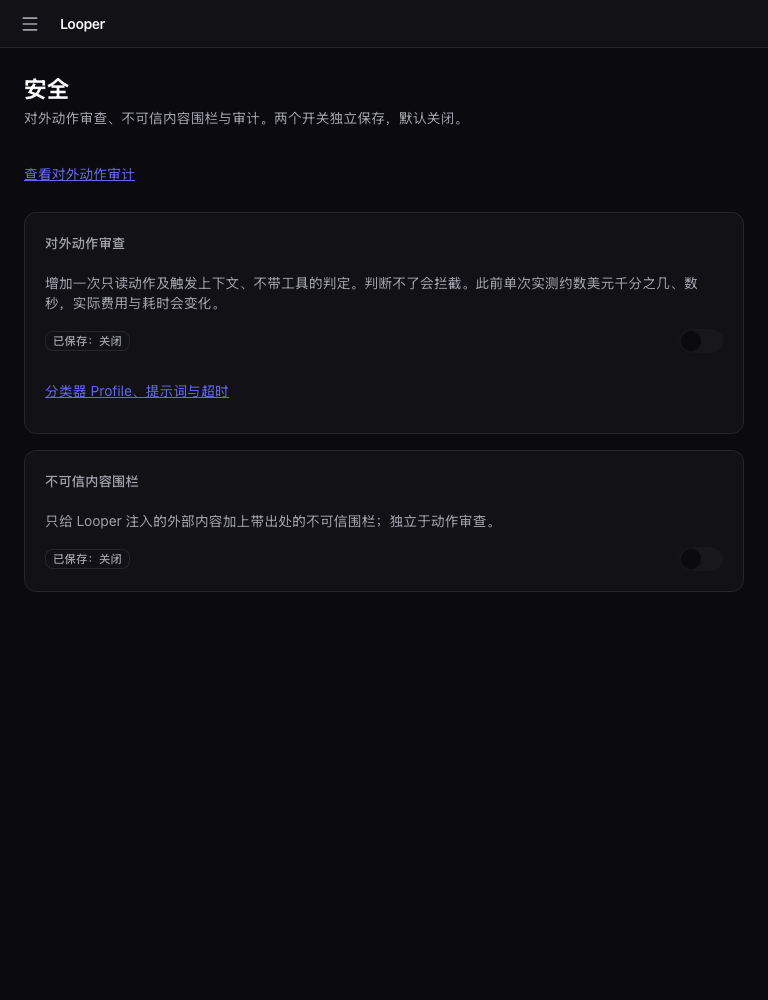 Looper
安全
对外动作审查、不可信内容围栏与审计。两个开关独立保存，默认关闭。
查看对外动作审计
对外动作审查
增加一次只读动作及触发上下文、不带工具的判定。判断不了会拦截。此前单次实测约数美元千分之几、数
秒，实际费用与耗时会变化。
已保存：关闭
分类器 Profile、提示词与超时
不可信内容围栏
只给 Looper 注入的外部内容加上带出处的不可信围栏；独立于动作审查。
已保存：关闭